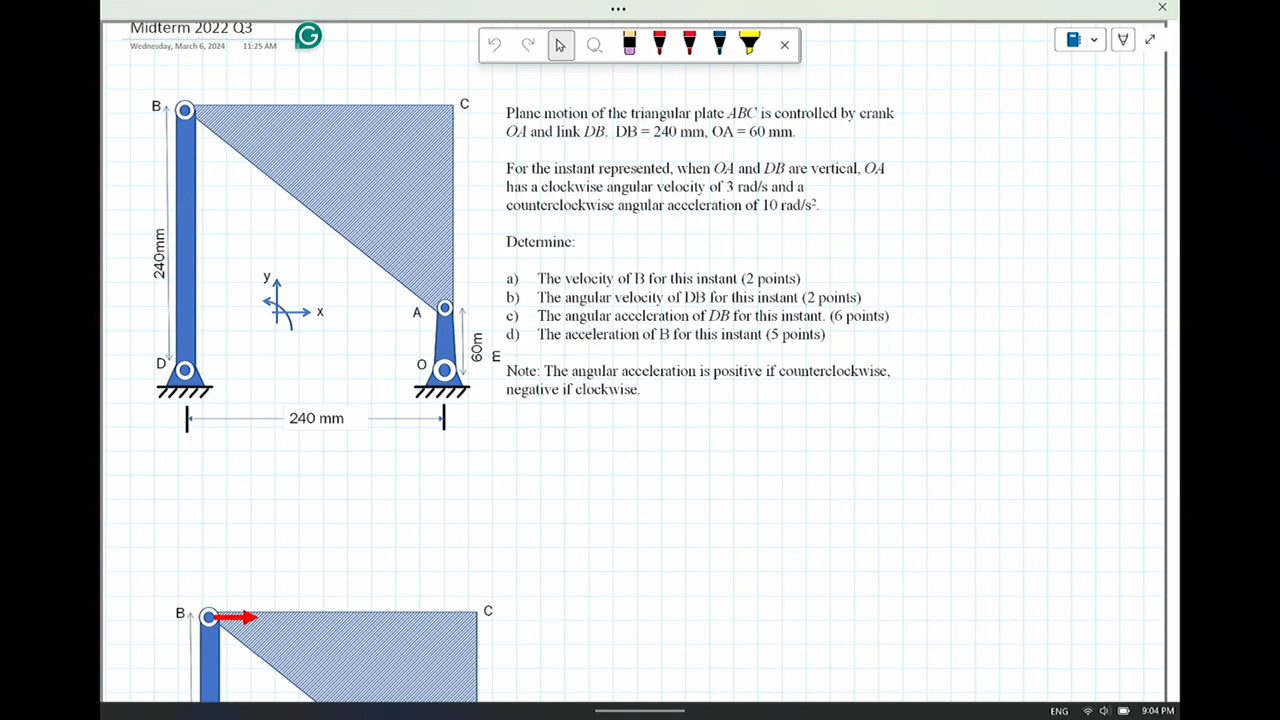 Midterm 2022 Q3
Wednesday, March 6, 2024 11:25 AM
B
C
Plane motion of the triangular plate ABC is controlled by crank
OA and link DB. DB = 240 mm, OA = 60 mm.
For the instant represented, when OA and DB are vertical, OA
has a clockwise angular velocity of 3 rad/s and a
counterclockwise angular acceleration of 10 rad/s².
Determine:
a) The velocity of B for this instant (2 points)
b) The angular velocity of DB for this instant (2 points)
c) The angular acceleration of DB for this instant. (6 points)
d) The acceleration of B for this instant (5 points)
Note: The angular acceleration is positive if counterclockwise,
negative if clockwise.
240mm
y
x
A
60m
m
D
O
240 mm
B
C
ENG
9:04 PM